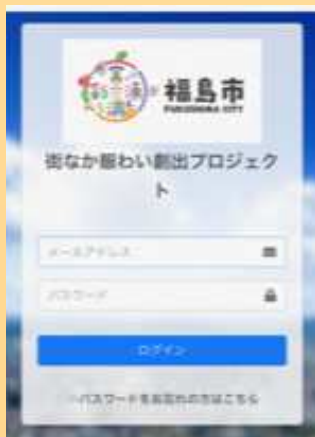 福島市
FUKUSHIMA CITY
街なか賑わい創出プロジェク
ト
メールアドレス
パスワード
ログイン
パスワードをお忘れの方はこちら